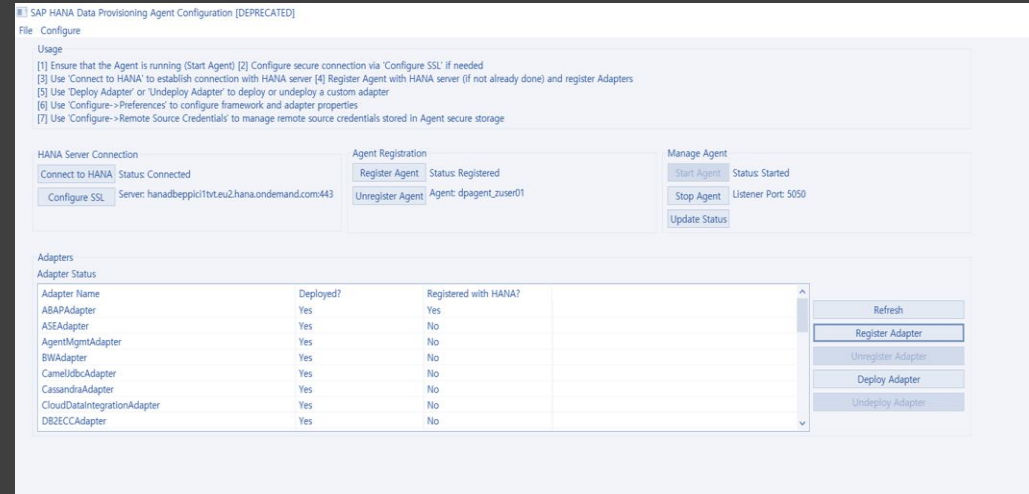 SAP HANA Data Provisioning Agent Configuration [DEPRECATED]
File Configure
Usage
[1] Ensure that the Agent is running (Start Agent) [2] Configure secure connection via 'Configure SSL' if needed
[3] Use 'Connect to HANA' to establish connection with HANA server [4] Register Agent with HANA server (if not already done) and register Adapters
[5] Use 'Deploy Adapter' or 'Undeploy Adapter' to deploy or undeploy a custom adapter
[6] Use 'Configure->Preferences' to configure framework and adapter properties
[7] Use 'Configure->Remote Source Credentials' to manage remote source credentials stored in Agent secure storage
HANA Server Connection
Connect to HANA Status: Connected
Configure SSL Server: hanadbeppici1tvt.eu2.hana.ondemand.com:443
Agent Registration
Register Agent Status: Registered
Unregister Agent Agent: dpagent_zuser01
Manage Agent
Start Agent Status: Started
Stop Agent Listener Port: 5050
Update Status
Adapters
Adapter Status
Adapter Name Deployed? Registered with HANA?
ABAPAdapter Yes Yes
ASEAdapter Yes No
AgentMgmtAdapter Yes No
BWAdapter Yes No
CamelJdbcAdapter Yes No
CassandraAdapter Yes No
CloudDataIntegrationAdapter Yes No
DB2ECCAdapter Yes No
Refresh
Register Adapter
Unregister Adapter
Deploy Adapter
Undeploy Adapter